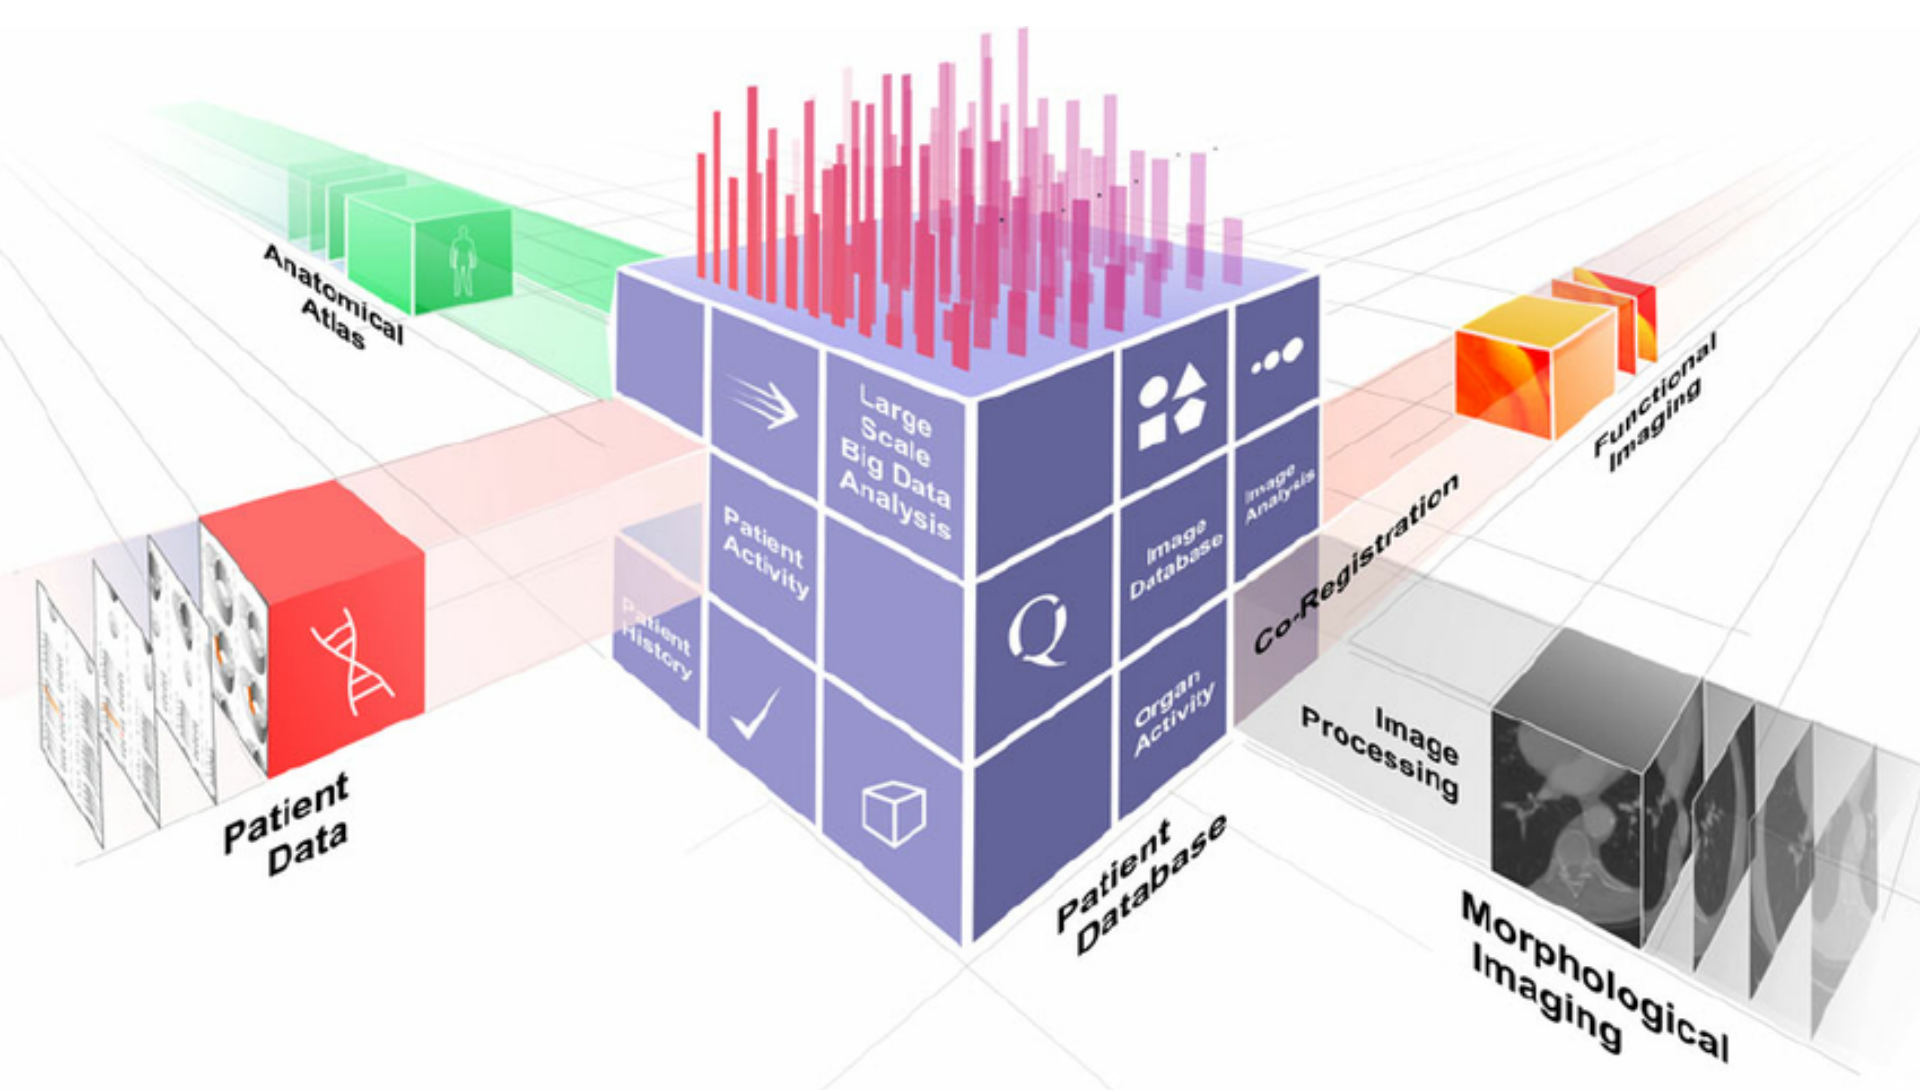 Anatomical
Atlas
Large
Scale
Big Data
Analysis
Patient
Activity
Patient
History
Image
Database
Image
Analysis
Organ
Activity
Q
Functional
Imaging
Co-Registration
Image
Processing
Patient
Data
Patient
Database
Morphological
Imaging